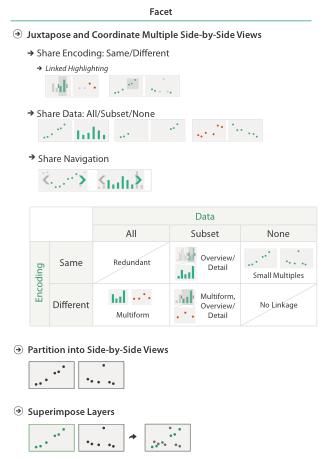 Facet
Juxtapose and Coordinate Multiple Side-by-Side Views
Share Encoding: Same/Different
Linked Highlighting
Share Data: All/Subset/None
Share Navigation
Data
All Subset None
Encoding
Same
Redundant
Overview/
Detail
Small Multiples
Different
Multiform
Multiform,
Overview/
Detail
No Linkage
Partition into Side-by-Side Views
Superimpose Layers